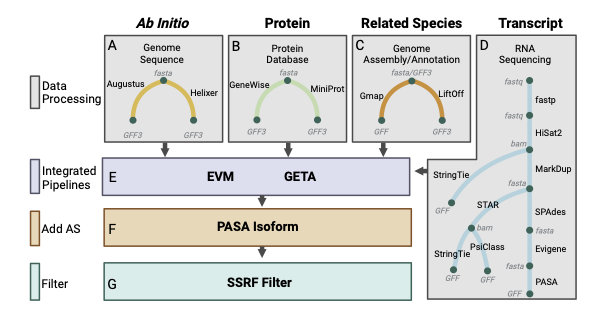 Ab Initio
Protein
Related Species
Transcript
A
Genome
Sequence
fasta
Augustus
Helixer
GFF3
GFF3
B
Protein
Database
fasta
GeneWise
MiniProt
GFF3
GFF3
C
Genome
Assembly/Annotation
fasta/GFF3
Gmap
LiftOff
GFF
GFF3
D
RNA
Sequencing
fastq
fastp
fastq
HiSat2
bam
MarkDup
StringTie
GFF
fasta
STAR
SPAdes
bam
fasta
StringTie
PsiClass
Evigene
GFF
GFF
fasta
PASA
GFF
Data
Processing
Integrated
Pipelines
E
EVM
GETA
Add AS
F
PASA Isoform
Filter
G
SSRF Filter